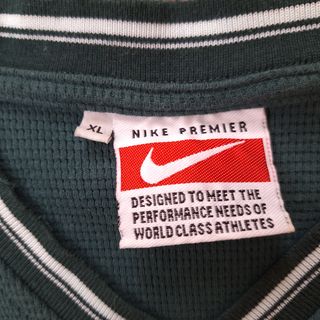 XL
NIKE PREMIER
DESIGNED TO MEET THE
PERFORMANCE NEEDS OF
WORLD CLASS ATHLETES